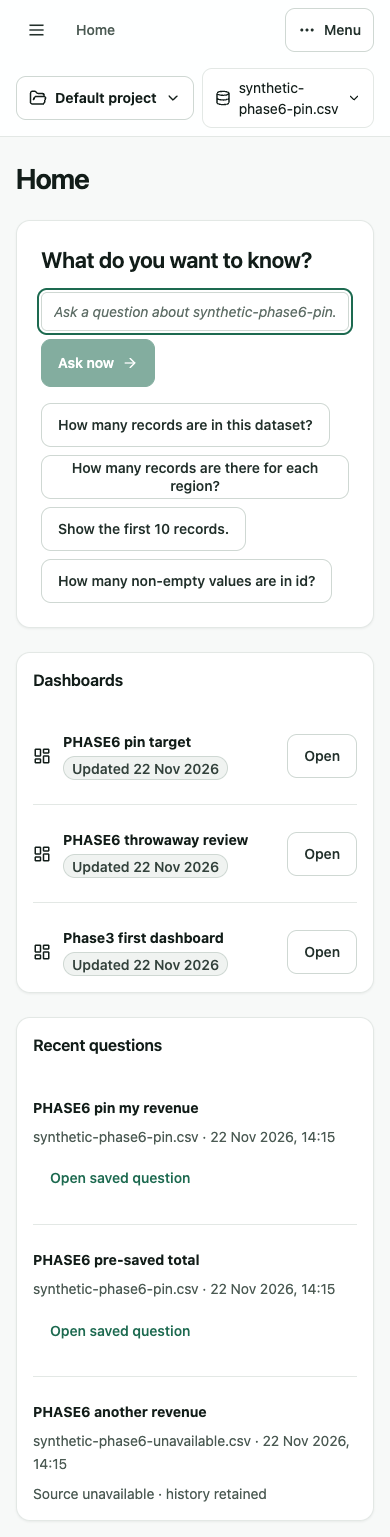 Home
Menu
Default project
synthetic-
phase6-pin.csv
Home
What do you want to know?
Ask a question about synthetic-phase6-pin.
Ask now
How many records are in this dataset?
How many records are there for each
region?
Show the first 10 records.
How many non-empty values are in id?
Dashboards
PHASE6 pin target
Updated 22 Nov 2026
Open
PHASE6 throwaway review
Updated 22 Nov 2026
Open
Phase3 first dashboard
Updated 22 Nov 2026
Open
Recent questions
PHASE6 pin my revenue
synthetic-phase6-pin.csv · 22 Nov 2026, 14:15
Open saved question
PHASE6 pre-saved total
synthetic-phase6-pin.csv · 22 Nov 2026, 14:15
Open saved question
PHASE6 another revenue
synthetic-phase6-unavailable.csv · 22 Nov 2026,
14:15
Source unavailable · history retained